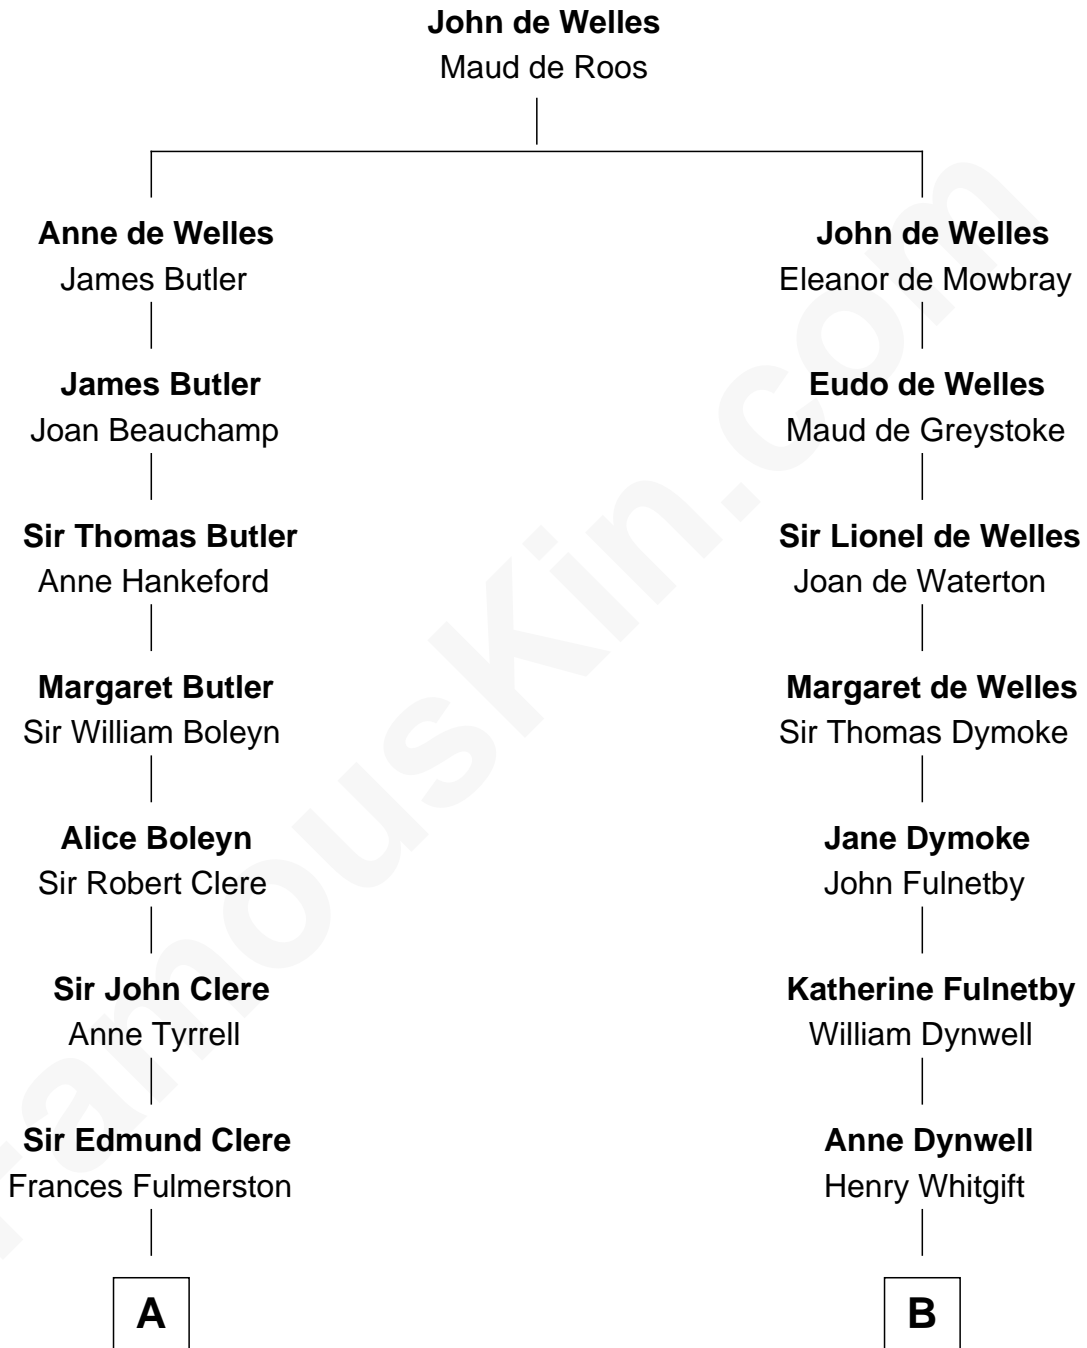 John de Welles
Maud de Roos
Anne de Welles
James Butler
John de Welles
Eleanor de Mowbray
James Butler
Joan Beauchamp
Eudo de Welles
Maud de Greystoke
Sir Thomas Butler
Anne Hankeford
Sir Lionel de Welles
Joan de Waterton
Margaret Butler
Sir William Boleyn
Margaret de Welles
Sir Thomas Dymoke
Alice Boleyn
Sir Robert Clere
Jane Dymoke
John Fulnetby
Sir John Clere
Anne Tyrrell
Katherine Fulnetby
William Dynwell
Sir Edmund Clere
Frances Fulmerston
Anne Dynwell
Henry Whitgift
A
B
FamousKin.com